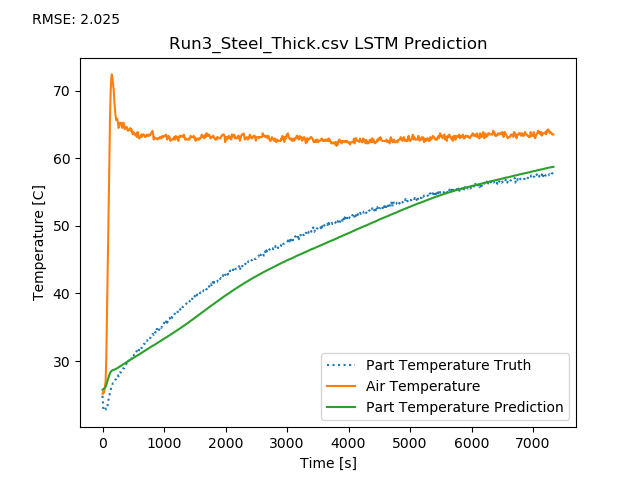 RMSE: 2.025
Run3_Steel_Thick.csv LSTM Prediction
Temperature [C]
70
60
50
40
30
Part Temperature Truth
Air Temperature
Part Temperature Prediction
0 1000 2000 3000 4000 5000 6000 7000
Time [s]